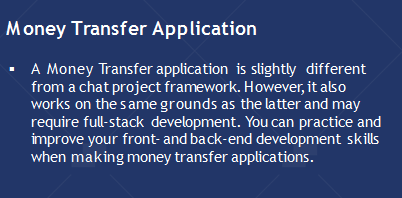 Money Transfer Application
▪ A Money Transfer application is slightly different
from a chat project framework. However, it also
works on the same grounds as the latter and may
require full-stack development. You can practice and
improve your front- and back-end development skills
when making money transfer applications.